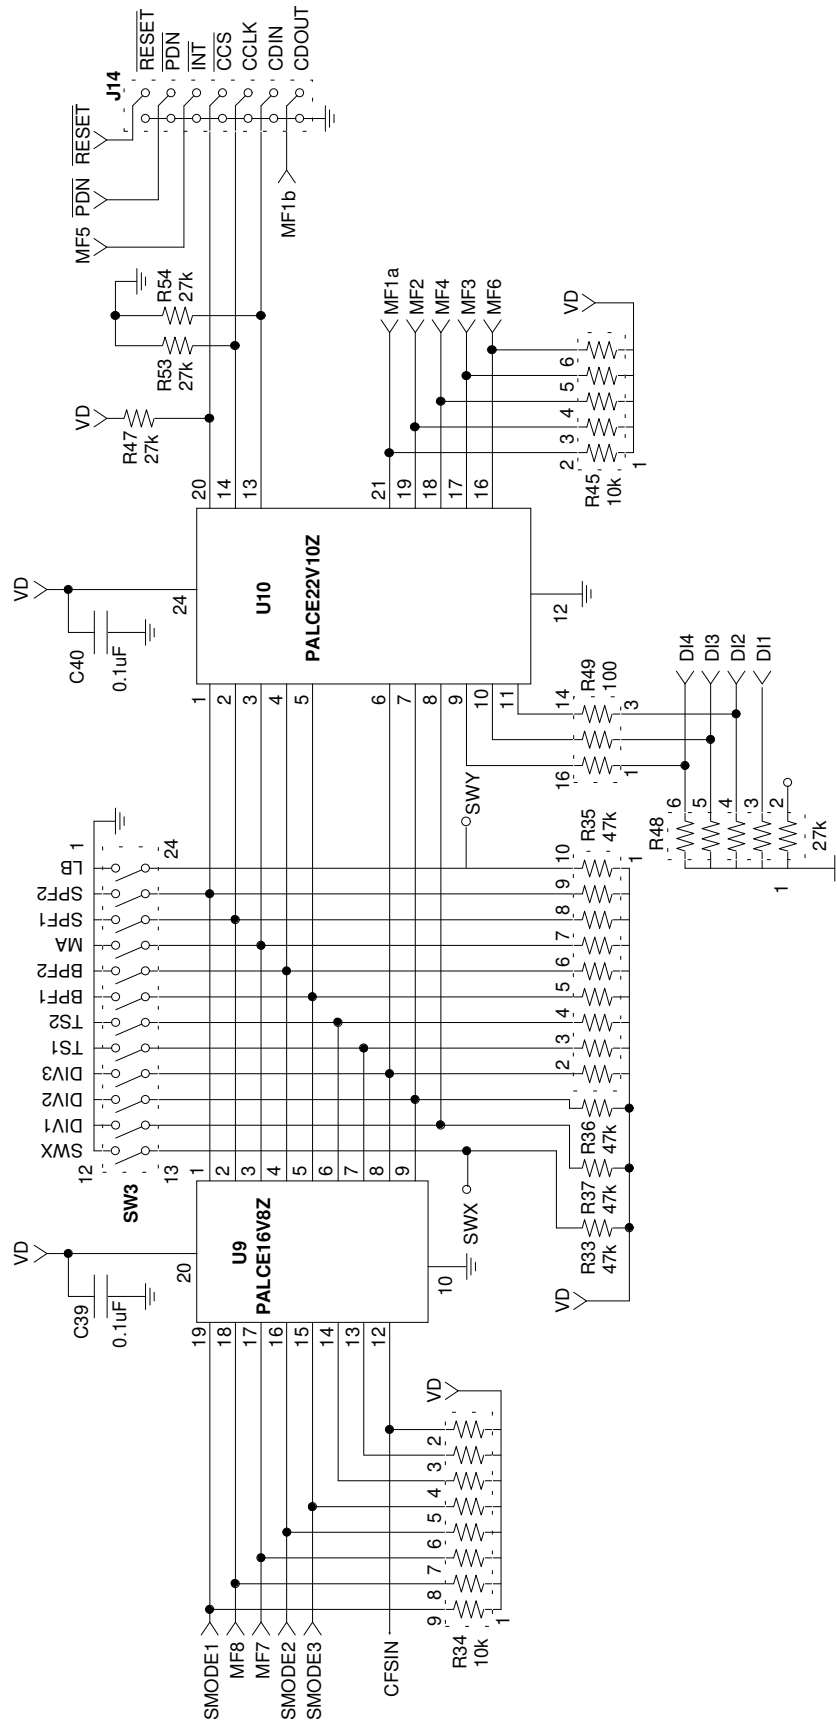 J14
RESET
PDN
INT
CCS
CCLK
CDIN
CDOUT
RESET
PDN
MF5
MF1b
R54
27k
R53
27k
VD
R47
27k
20
14
13
MF1a
MF2
MF4
MF3
MF6
VD
21
19
18
17
16
2
3
4
5
6
1
R45
10k
VD
C40
0.1uF
24
U10
PALCE22V10Z
12
1
2
3
4
5
6
7
8
9
10
11
14
16
R49
100
3
1
DI4
DI3
DI2
DI1
R48
6
5
4
3
2
27k
1
SWY
SW3
1
24
12
13
LB
SPF2
SPF1
MA
BPF2
BPF1
TS2
TS1
DIV3
DIV2
DIV1
SWX
R35
47k
10
9
8
7
6
5
4
3
2
1
R36
47k
R37
47k
R33
47k
VD
SWX
VD
C39
0.1uF
20
U9
PALCE16V8Z
10
1
2
3
4
5
6
7
8
9
19
18
17
16
15
14
13
12
VD
2
3
4
5
6
7
8
9
1
R34
10k
SMODE1
MF8
MF7
SMODE2
SMODE3
CFSIN